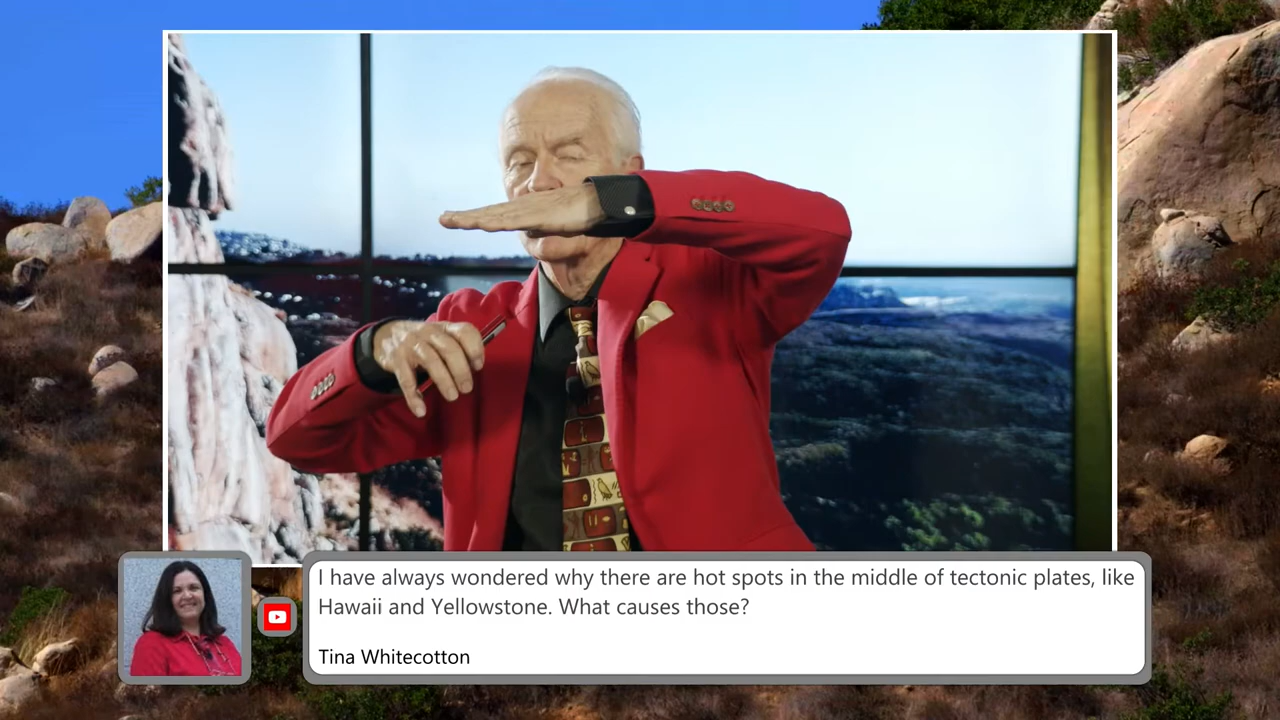 I have always wondered why there are hot spots in the middle of tectonic plates, like
Hawaii and Yellowstone. What causes those?
Tina Whitecotton